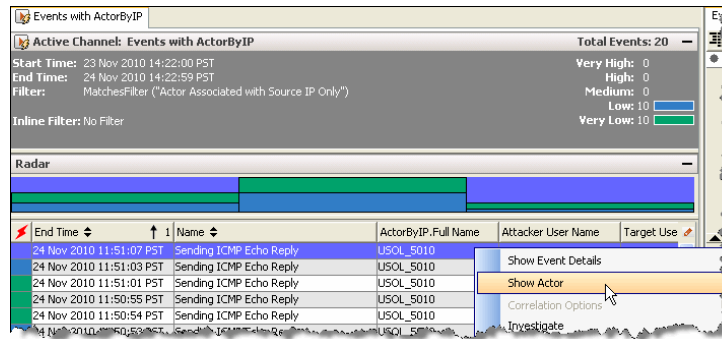 Events with ActorByIP
Active Channel: Events with ActorByIP
Total Events: 20
Start Time: 23 Nov 2010 14:22:00 PST
Very High: 0
End Time: 24 Nov 2010 14:22:59 PST
High: 0
Filter: MatchesFilter ("Actor Associated with Source IP Only")
Medium: 0
Low: 10
Inline Filter: No Filter
Very Low: 10
Radar
End Time 1 Name ActorByIP.Full Name Attacker User Name Target Use
24 Nov 2010 11:51:07 PST Sending ICMP Echo Reply USOL_5010
24 Nov 2010 11:51:03 PST Sending ICMP Echo Reply USOL_5010
24 Nov 2010 11:51:01 PST Sending ICMP Echo Reply USOL_5010
24 Nov 2010 11:50:55 PST Sending ICMP Echo Reply USOL_5010
24 Nov 2010 11:50:54 PST Sending ICMP Echo Reply USOL_5010
Show Event Details
Show Actor
Correlation Options
Investigate